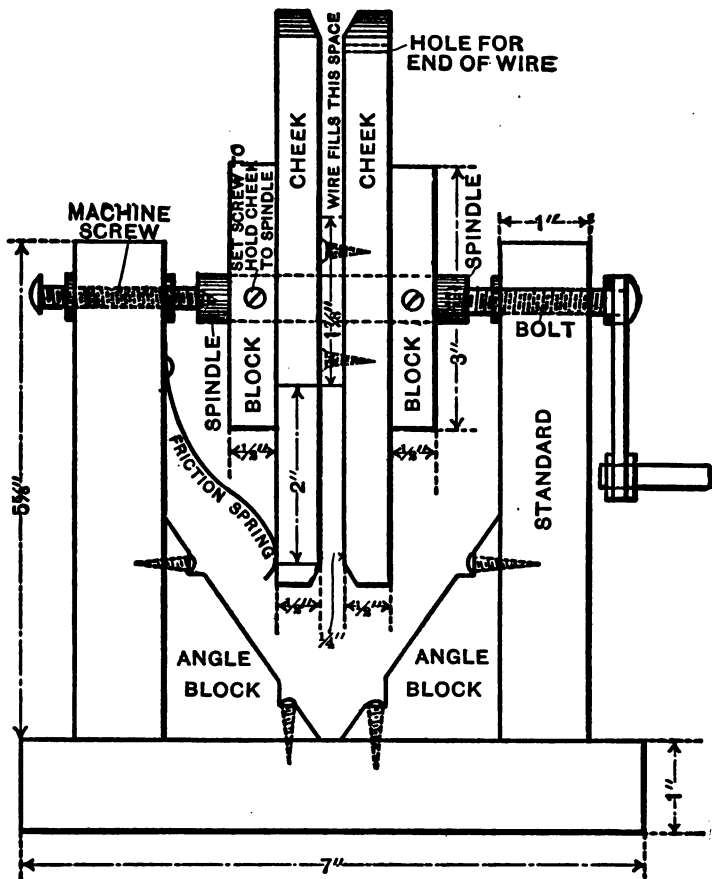 HOLE FOR
END OF WIRE
WIRE FILLS THIS SPACE
CHEEK
CHEEK
SET SCREW TO
HOLD CHEEK
TO SPINDLE
MACHINE
SCREW
SPINDLE
1"
BOLT
SPINDLE
BLOCK
BLOCK
3"
2"
½"
½"
STANDARD
5⅝"
FRICTION SPRING
½"
½"
¼"
ANGLE
BLOCK
ANGLE
BLOCK
1"
7"